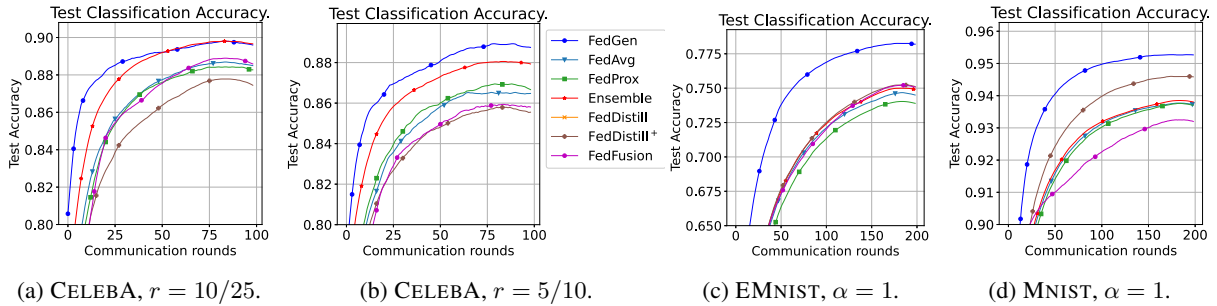 Test Classification Accuracy.
Test Accuracy
0.90
0.88
0.86
0.84
0.82
0.80
0 25 50 75 100
Communication rounds
(a) CELEBA, r = 10/25.
Test Classification Accuracy.
Test Accuracy
0.90
0.88
0.86
0.84
0.82
0.80
0 25 50 75 100
Communication rounds
(b) CELEBA, r = 5/10.
FedGen
FedAvg
FedProx
Ensemble
FedDistill
FedDistill+
FedFusion
Test Classification Accuracy.
Test Accuracy
0.775
0.750
0.725
0.700
0.675
0.650
0 50 100 150 200
Communication rounds
(c) EMNIST, α = 1.
Test Classification Accuracy.
Test Accuracy
0.95
0.94
0.93
0.92
0.91
0.90
0 50 100 150 200
Communication rounds
(d) MNIST, α = 1.